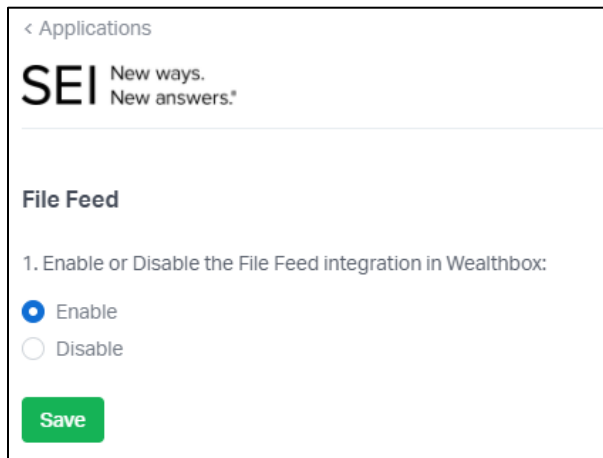 < Applications
SEI New ways.
New answers.®
File Feed
1. Enable or Disable the File Feed integration in Wealthbox:
Enable
Disable
Save